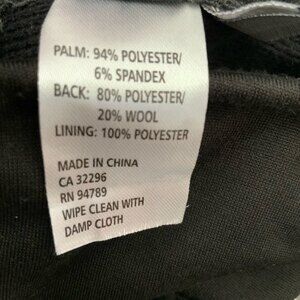 PALM: 94% POLYESTER/
6% SPANDEX
BACK: 80% POLYESTER/
20% WOOL
LINING: 100% POLYESTER
MADE IN CHINA
CA 32296
RN 94789
WIPE CLEAN WITH
DAMP CLOTH